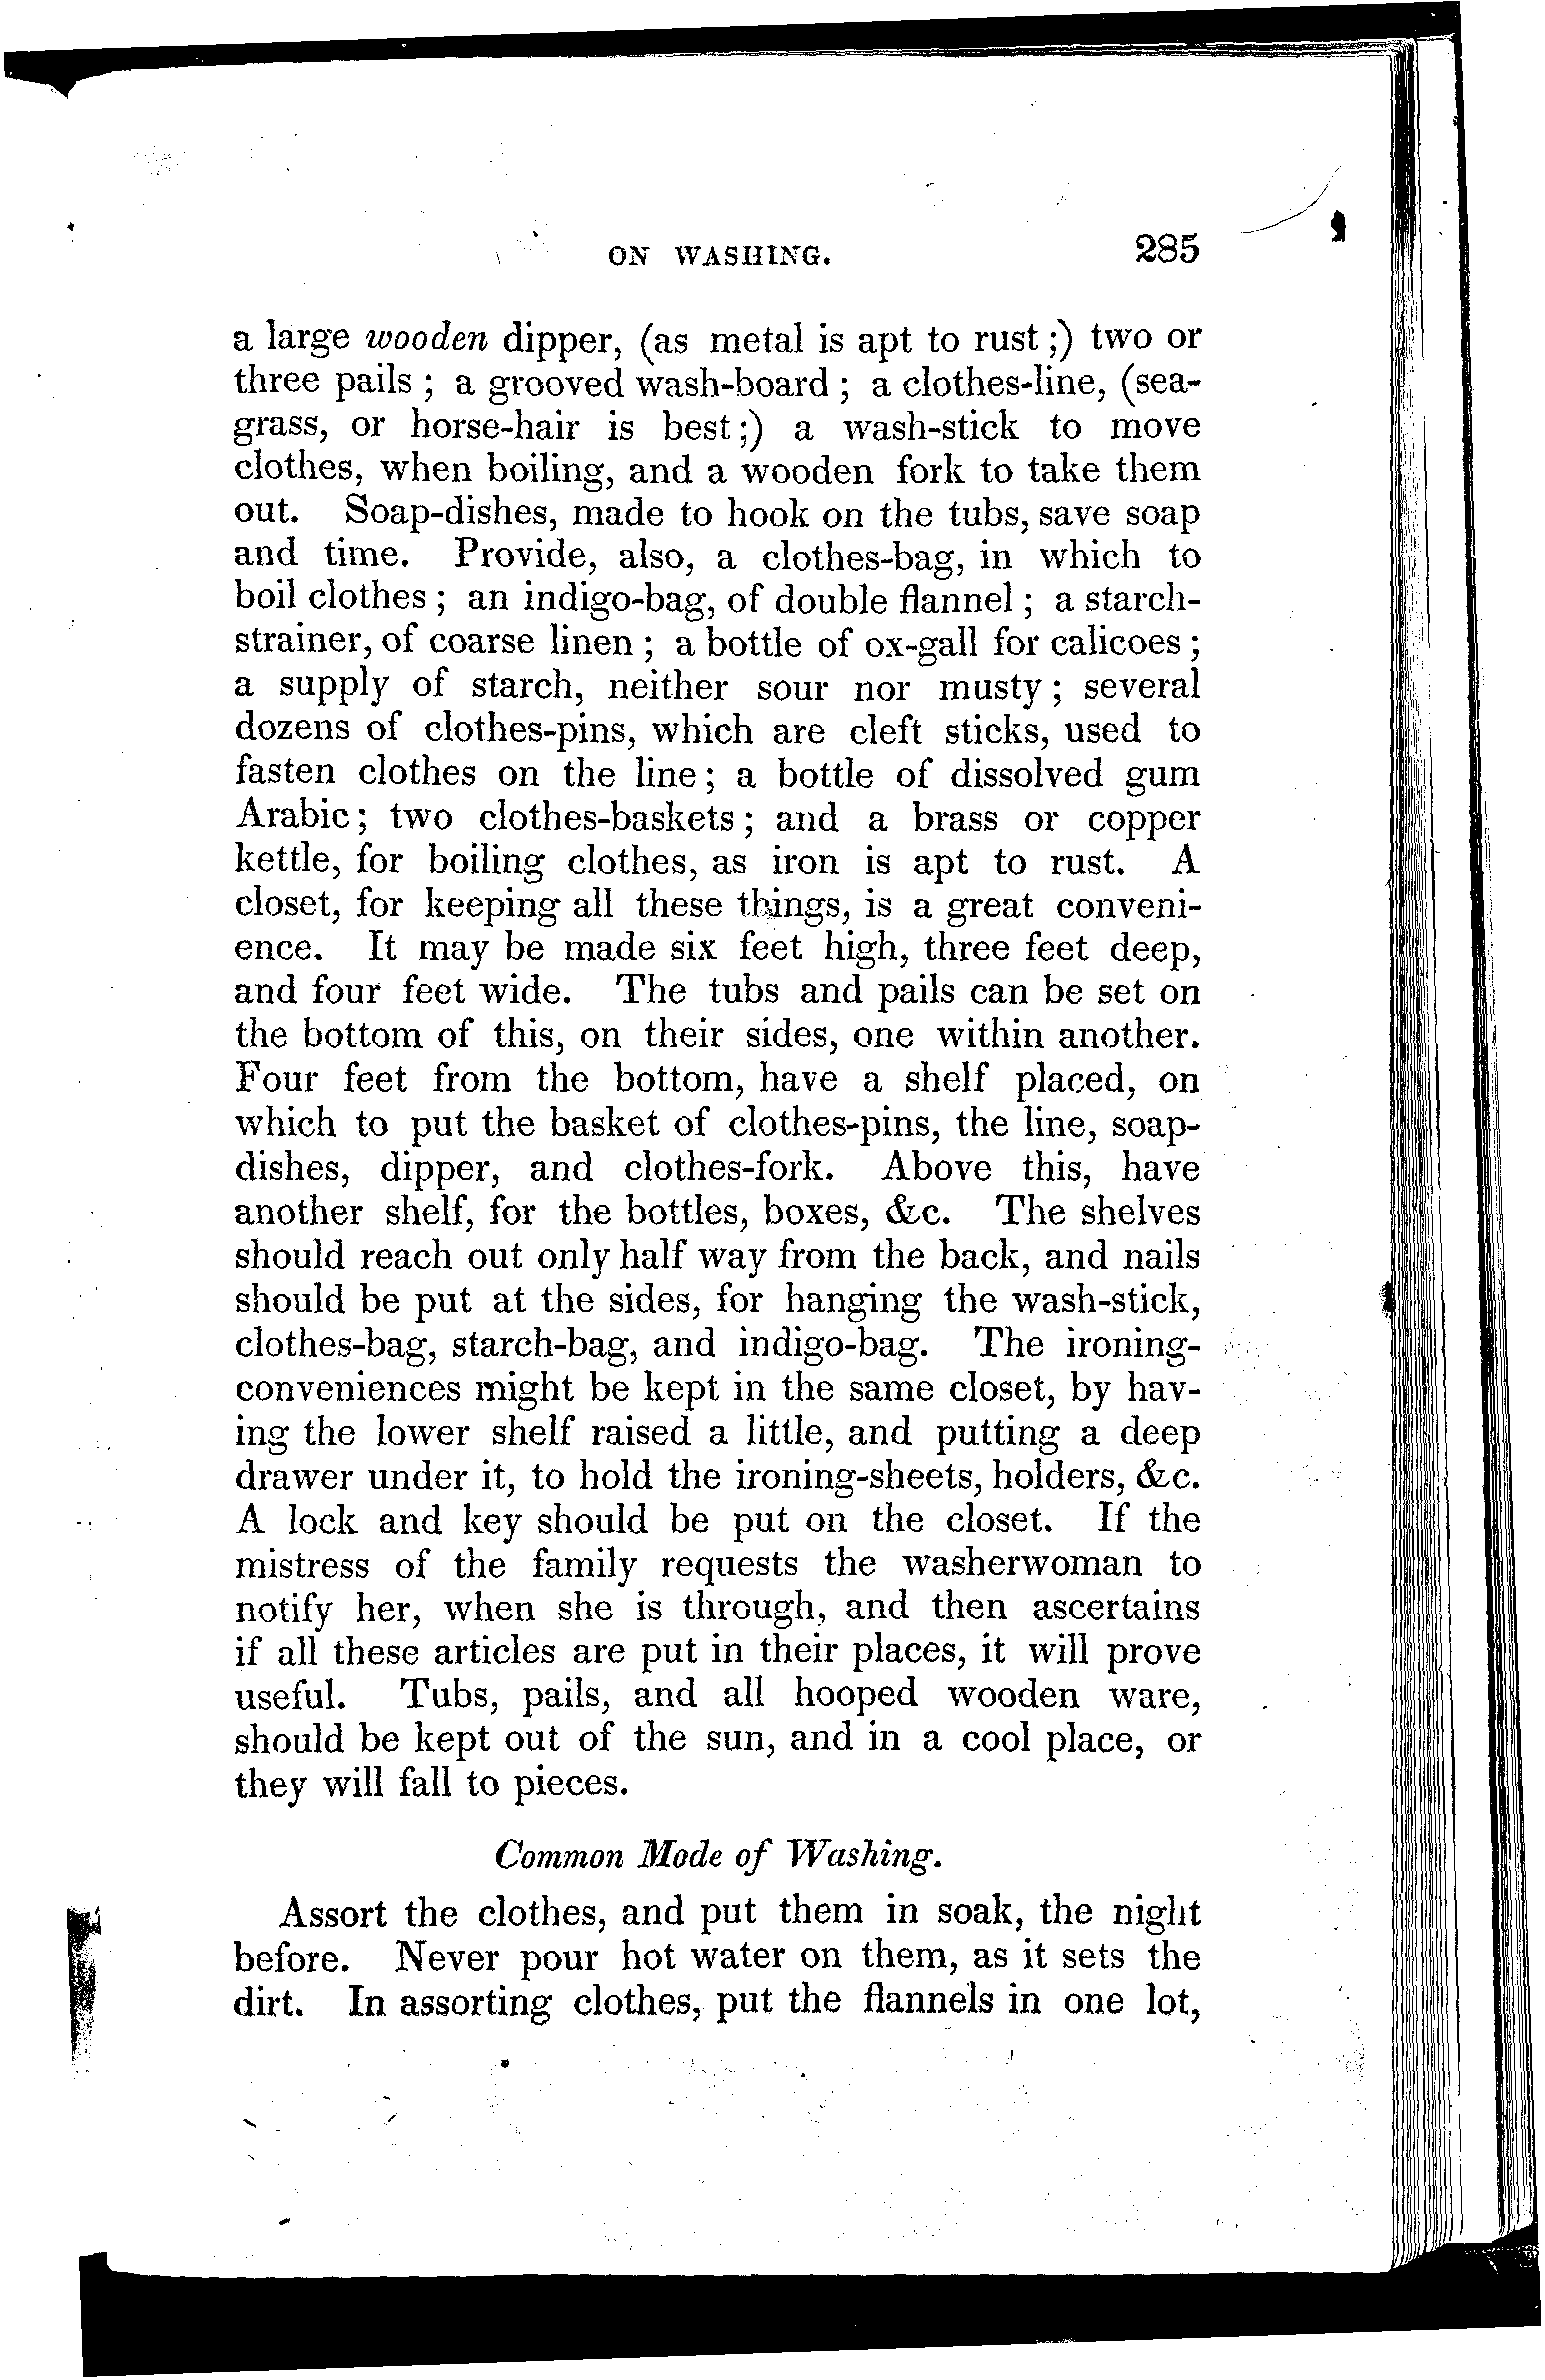 ON WASHING. 285
a large wooden dipper, (as metal is apt to rust;) two or
three pails; a grooved wash-board; a clothes-line, (sea-
grass, or horse-hair is best;) a wash-stick to move
clothes, when boiling, and a wooden fork to take them
out. Soap-dishes, made to hook on the tubs, save soap
and time. Provide, also, a clothes-bag, in which to
boil clothes; an indigo-bag, of double flannel; a starch-
strainer, of coarse linen; a bottle of ox-gall for calicoes;
a supply of starch, neither sour nor musty; several
dozens of clothes-pins, which are cleft sticks, used to
fasten clothes on the line; a bottle of dissolved gum
Arabic; two clothes-baskets; and a brass or copper
kettle, for boiling clothes, as iron is apt to rust. A
closet, for keeping all these things, is a great conveni-
ence. It may be made six feet high, three feet deep,
and four feet wide. The tubs and pails can be set on
the bottom of this, on their sides, one within another.
Four feet from the bottom, have a shelf placed, on
which to put the basket of clothes-pins, the line, soap-
dishes, dipper, and clothes-fork. Above this, have
another shelf, for the bottles, boxes, &c. The shelves
should reach out only half way from the back, and nails
should be put at the sides, for hanging the wash-stick,
clothes-bag, starch-bag, and indigo-bag. The ironing-
conveniences might be kept in the same closet, by hav-
ing the lower shelf raised a little, and putting a deep
drawer under it, to hold the ironing-sheets, holders, &c.
A lock and key should be put on the closet. If the
mistress of the family requests the washerwoman to
notify her, when she is through, and then ascertains
if all these articles are put in their places, it will prove
useful. Tubs, pails, and all hooped wooden ware,
should be kept out of the sun, and in a cool place, or
they will fall to pieces.
Common Mode of Washing.
Assort the clothes, and put them in soak, the night
before. Never pour hot water on them, as it sets the
dirt. In assorting clothes, put the flannels in one lot,